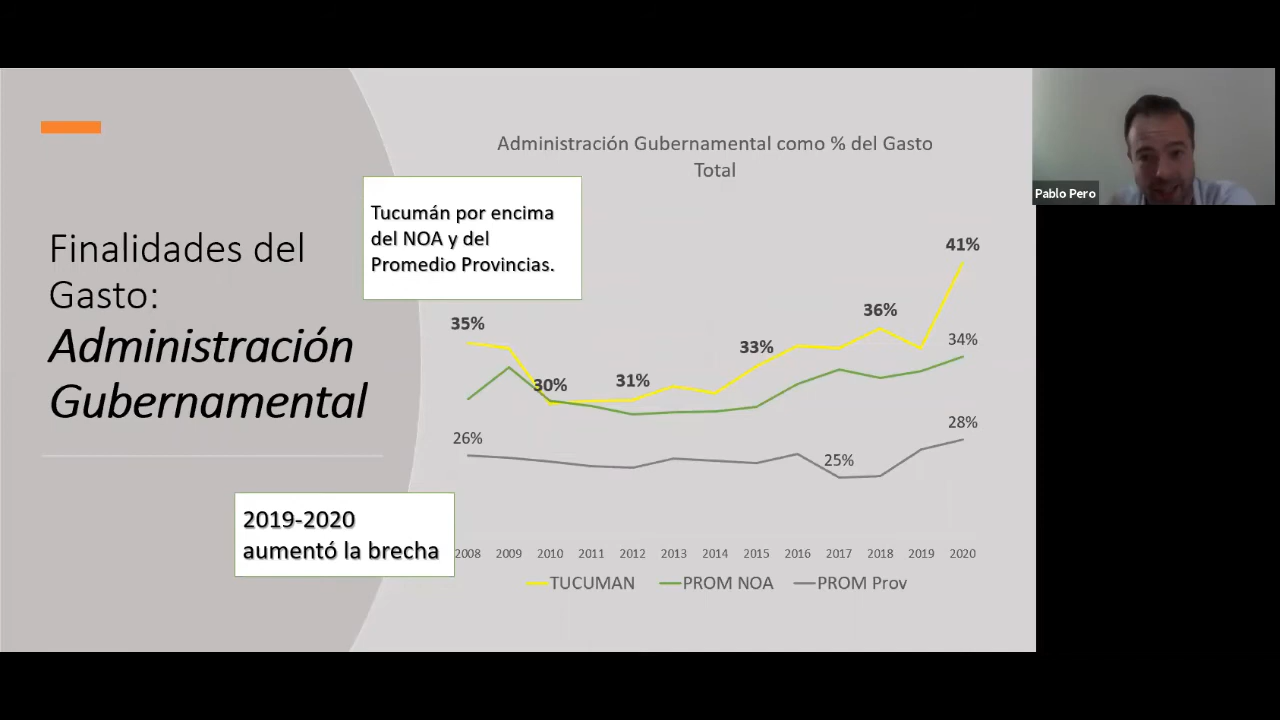 Administración Gubernamental como % del Gasto
Total
Tucumán por encima
del NOA y del
Promedio Provincias.
Finalidades del
Gasto:
Administración
Gubernamental
2019-2020
aumentó la brecha
41%
36%
35%
33%
34%
31%
30%
28%
26%
25%
2008 2009 2010 2011 2012 2013 2014 2015 2016 2017 2018 2019 2020
TUCUMAN PROM NOA PROM Prov
Pablo Pero